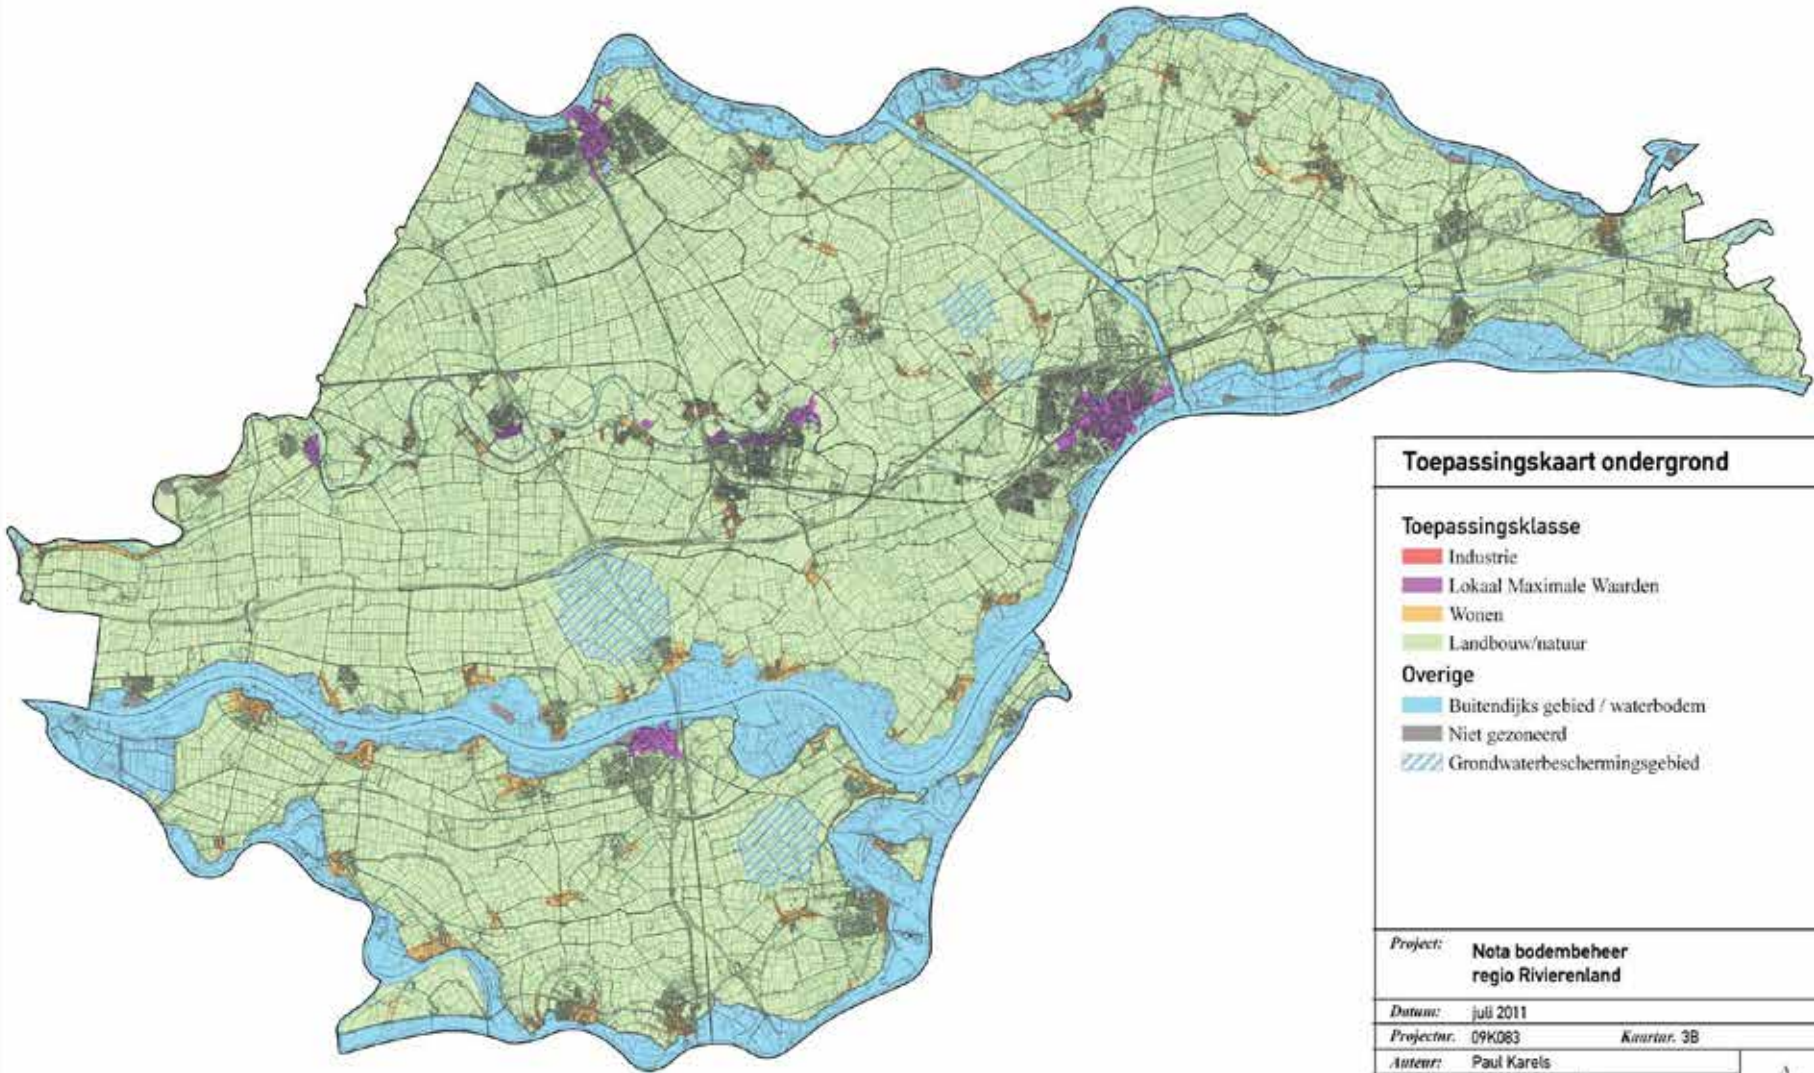 Toepassingskaart ondergrond
Toepassingsklasse
Industrie
Lokaal Maximale Waarden
Wonen
Landbouw/natuur
Overige
Buitendijks gebied / waterbodem
Niet gezoneerd
Grondwaterbeschermingsgebied
Project: Nota bodembeheer
regio Rivierenland
Datum: juli 2011
Projectnr. 09K083 Kaartnr. 3B
Auteur: Paul Karels